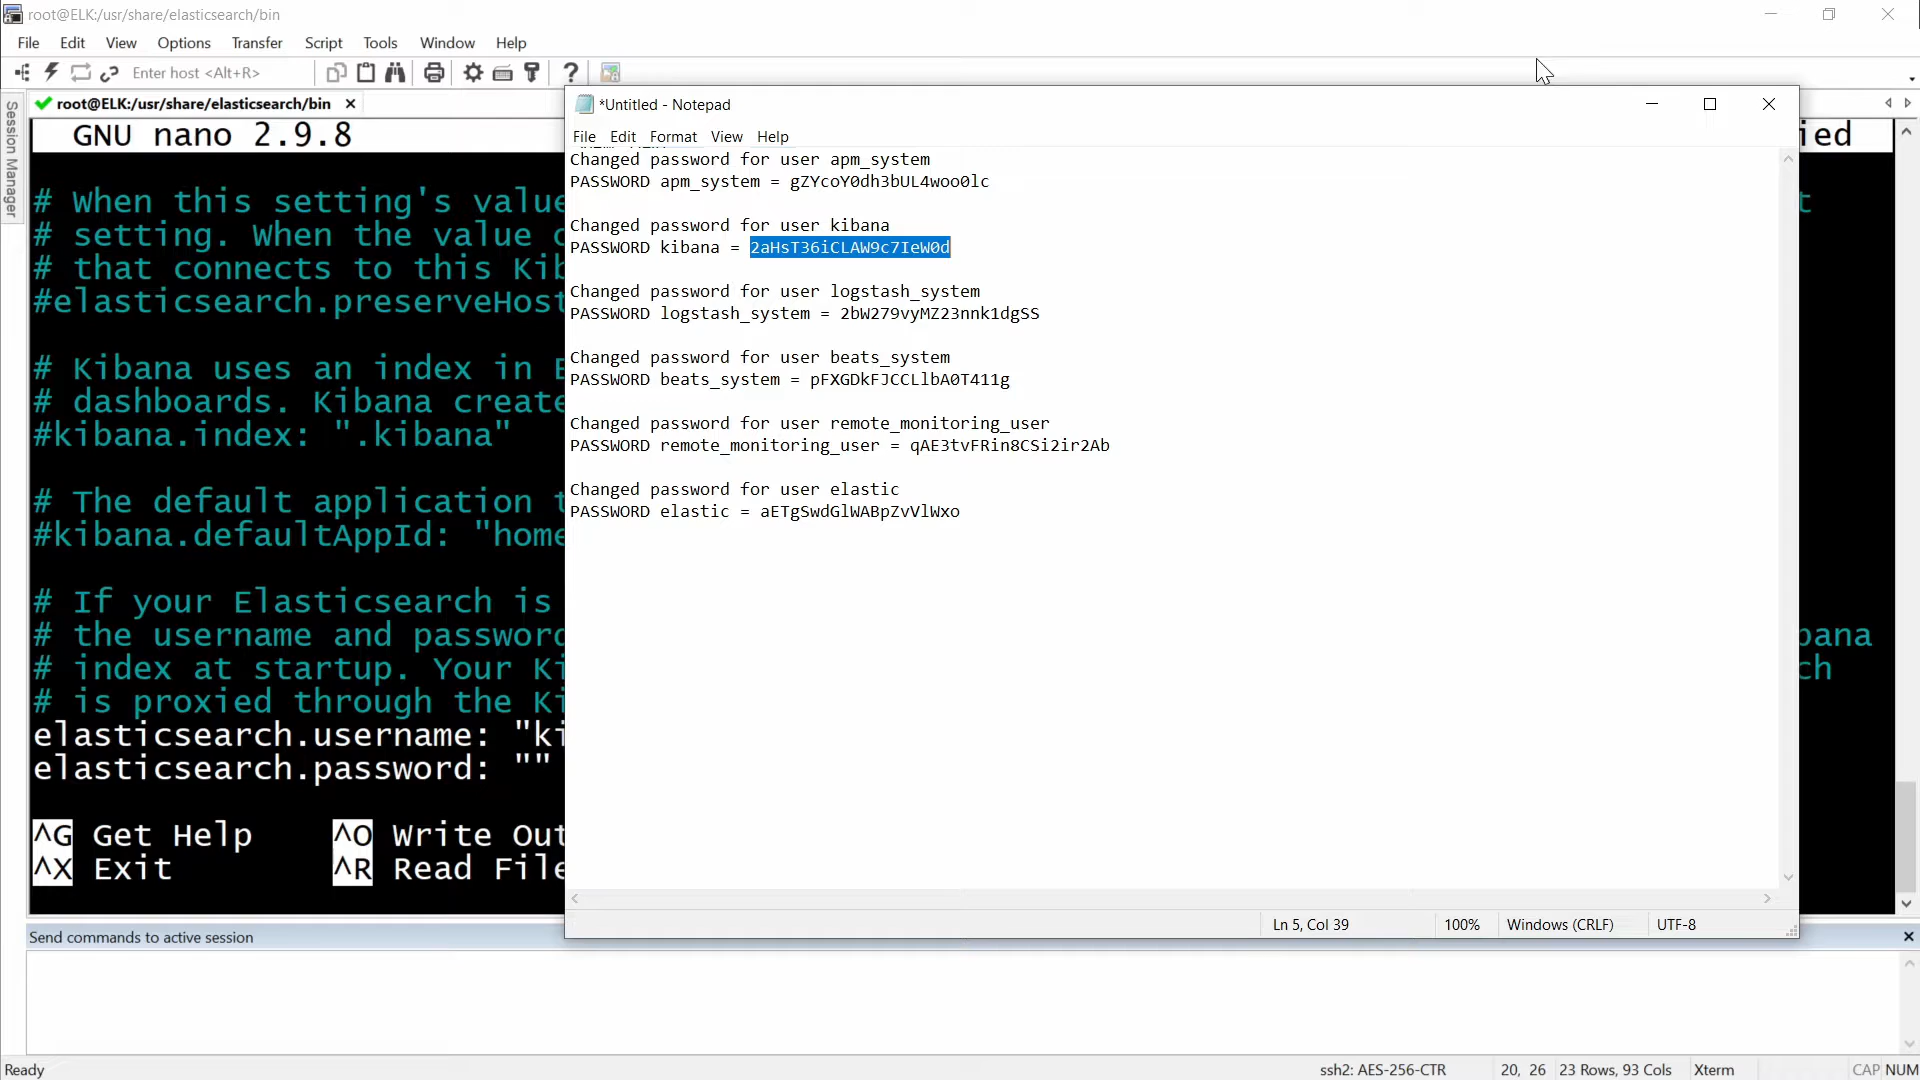 root@ELK:/usr/share/elasticsearch/bin
File Edit View Options Transfer Script Tools Window Help
Enter host <Alt+R>
Session Manager
root@ELK:/usr/share/elasticsearch/bin
GNU nano 2.9.8
ied
# When this setting's value
# setting. When the value
# that connects to this Kib
#elasticsearch.preserveHost
# Kibana uses an index in
# dashboards. Kibana create
#kibana.index: ".kibana"
# The default application
#kibana.defaultAppId: "home
# If your Elasticsearch is
# the username and password
bana
# index at startup. Your Ki
ch
# is proxied through the Ki
elasticsearch.username: "ki
elasticsearch.password: ""
^G Get Help ^O Write Out
^X Exit ^R Read File
*Untitled - Notepad
File Edit Format View Help
Changed password for user apm_system
PASSWORD apm_system = gZYcoY0dh3bUL4woo0lc
Changed password for user kibana
PASSWORD kibana = 2aHsT36iCLAW9c7IeW0d
Changed password for user logstash_system
PASSWORD logstash_system = 2bW279vyMZ23nnk1dgSS
Changed password for user beats_system
PASSWORD beats_system = pFXGDkFJCCLlbA0T411g
Changed password for user remote_monitoring_user
PASSWORD remote_monitoring_user = qAE3tvFRin8CSi2ir2Ab
Changed password for user elastic
PASSWORD elastic = aETgSwdGlWABpZvVlWxo
Ln 5, Col 39 100% Windows (CRLF) UTF-8
Send commands to active session
Ready ssh2: AES-256-CTR 20, 26 23 Rows, 93 Cols Xterm CAP NUM